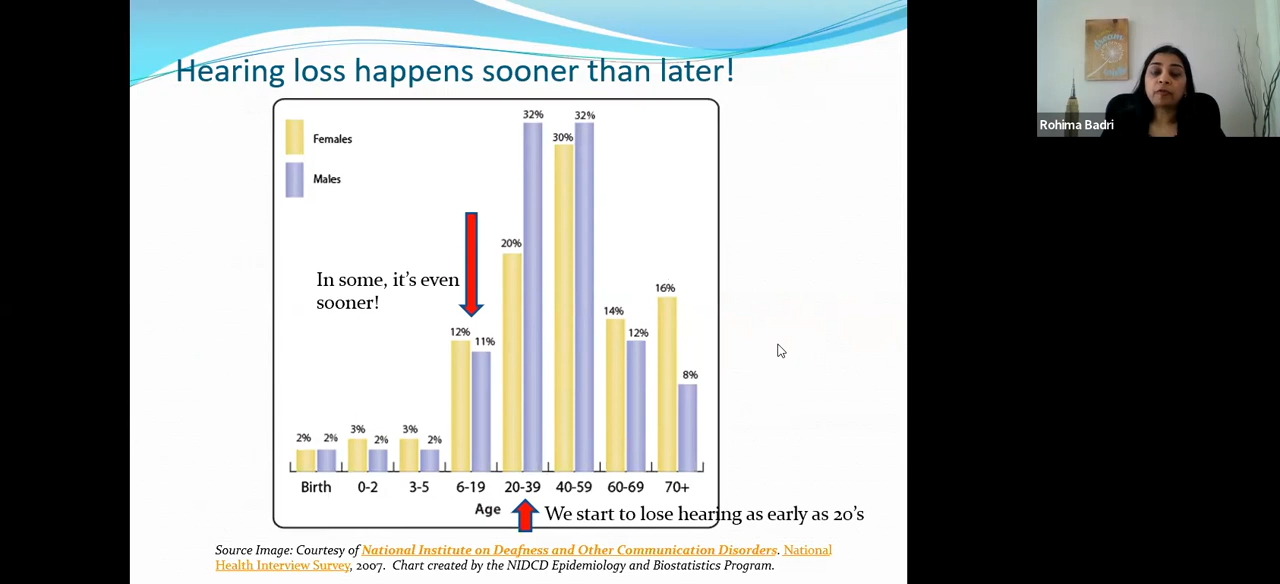 Hearing loss happens sooner than later!
Rohima Badri
Females
Males
32%
32%
30%
20%
In some, it's even
sooner!
16%
14%
12%
12%
11%
8%
2%
2%
3%
2%
3%
2%
Birth
0-2
3-5
6-19
20-39
40-59
60-69
70+
Age
We start to lose hearing as early as 20's
Source Image: Courtesy of National Institute on Deafness and Other Communication Disorders. National
Health Interview Survey, 2007. Chart created by the NIDCD Epidemiology and Biostatistics Program.